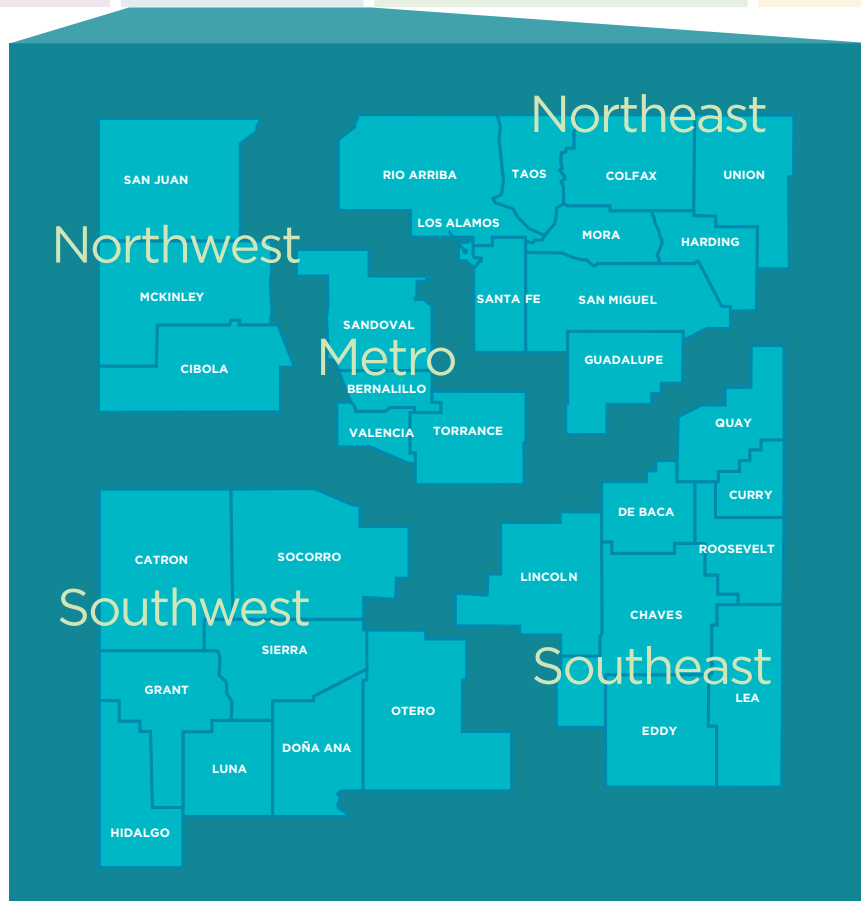 Northeast
SAN JUAN
RIO ARRIBA
TAOS
COLFAX
UNION
LOS ALAMOS
Northwest
MORA
HARDING
MCKINLEY
SANTA FE
SAN MIGUEL
SANDOVAL
Metro
GUADALUPE
CIBOLA
BERNALILLO
VALENCIA
TORRANCE
QUAY
CURRY
DE BACA
CATRON
SOCORRO
ROOSEVELT
LINCOLN
Southwest
CHAVES
SIERRA
Southeast
GRANT
LEA
OTERO
EDDY
DOÑA ANA
LUNA
HIDALGO